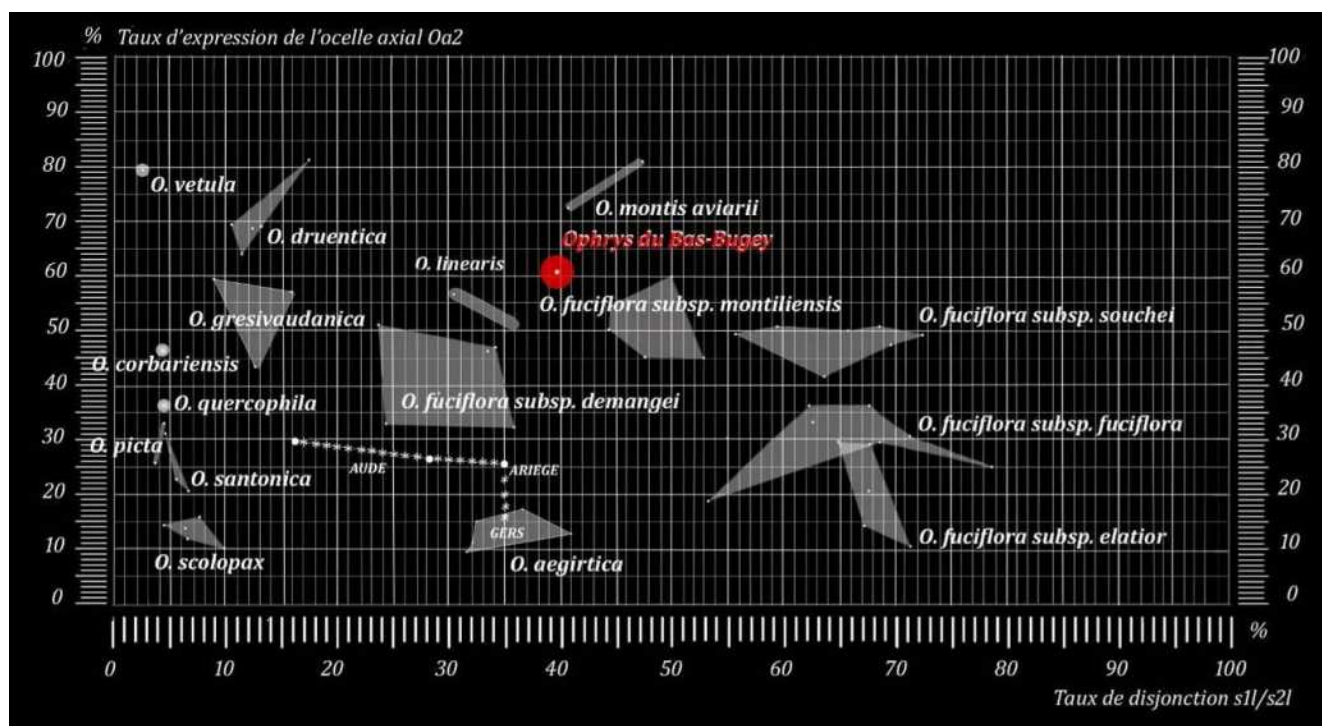 % Taux d'expression de l'ocelle axial Oa2
100 100
90 90
80 80
O. vetula
O. montis aviarii
70 70
O. druentica
Ophrys du Bas-Bugey
O. linearis
60 60
O. fuciflora subsp. montiliensis
O. gresivaudanica
O. fuciflora subsp. souchei
50 50
O. corbariensis
40 40
O. quercophila
O. fuciflora subsp. demangei
O. fuciflora subsp. fuciflora
30 30
O. picta
AUDE
ARIEGE
O. santonica
20 20
GERS
O. fuciflora subsp. elatior
10 10
O. scolopax
O. aegirtica
0 0
%
0 10 20 30 40 50 60 70 80 90 100
Taux de disjonction s1l/s2l